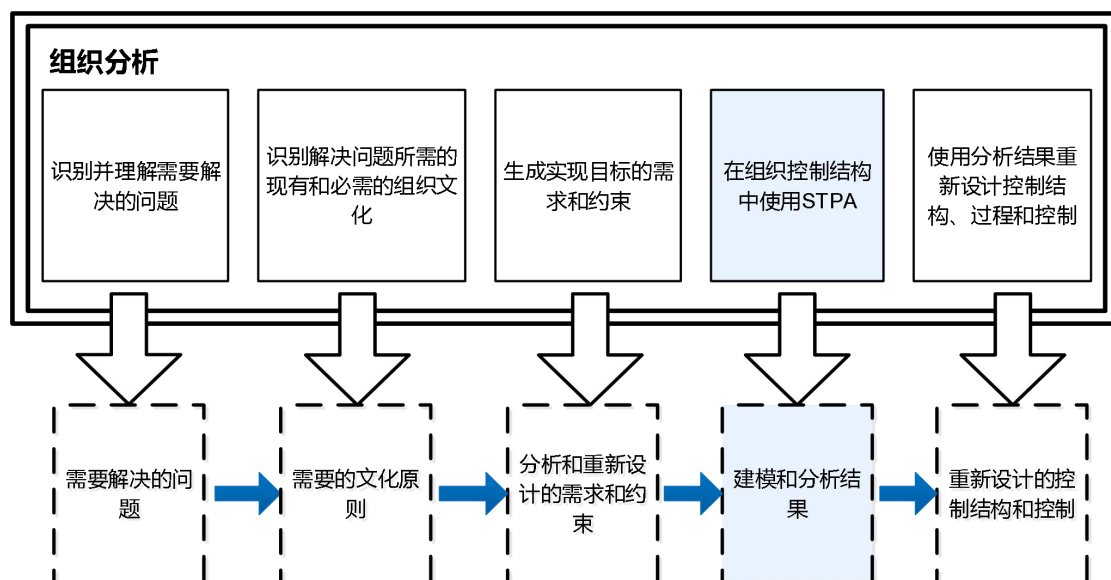 组织分析
识别并理解需要解
决的问题
识别解决问题所需的
现有和必需的组织文
化
生成实现目标的需
求和约束
在组织控制结构
中使用STPA
使用分析结果重
新设计控制结
构、过程和控制
需要解决的问
题
需要的文化原
则
分析和重新设
计的需求和约
束
建模和分析结
果
重新设计的控
制结构和控制